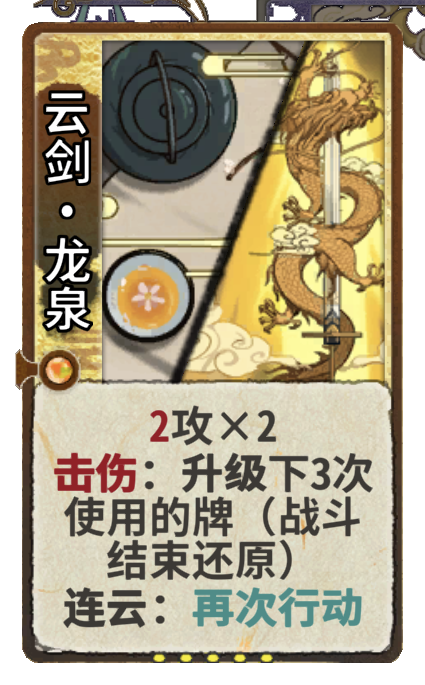 云剑·龙泉
2攻×2
击伤：升级下3次
使用的牌（战斗
结束还原）
连云：再次行动